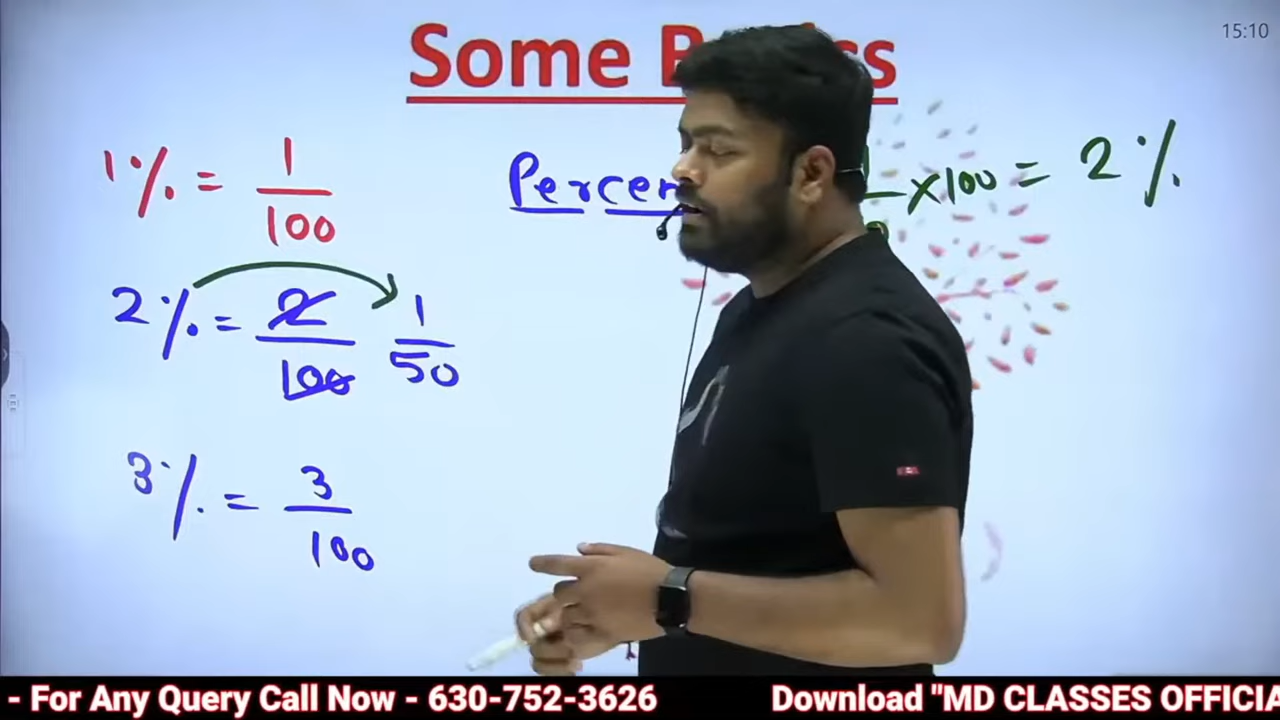 Some B
ss
15:10
1% = 1/100
Percen
x100 = 2%
2% = 2/100 1/50
3% = 3/100
- For Any Query Call Now - 630-752-3626
Download "MD CLASSES OFFICIA